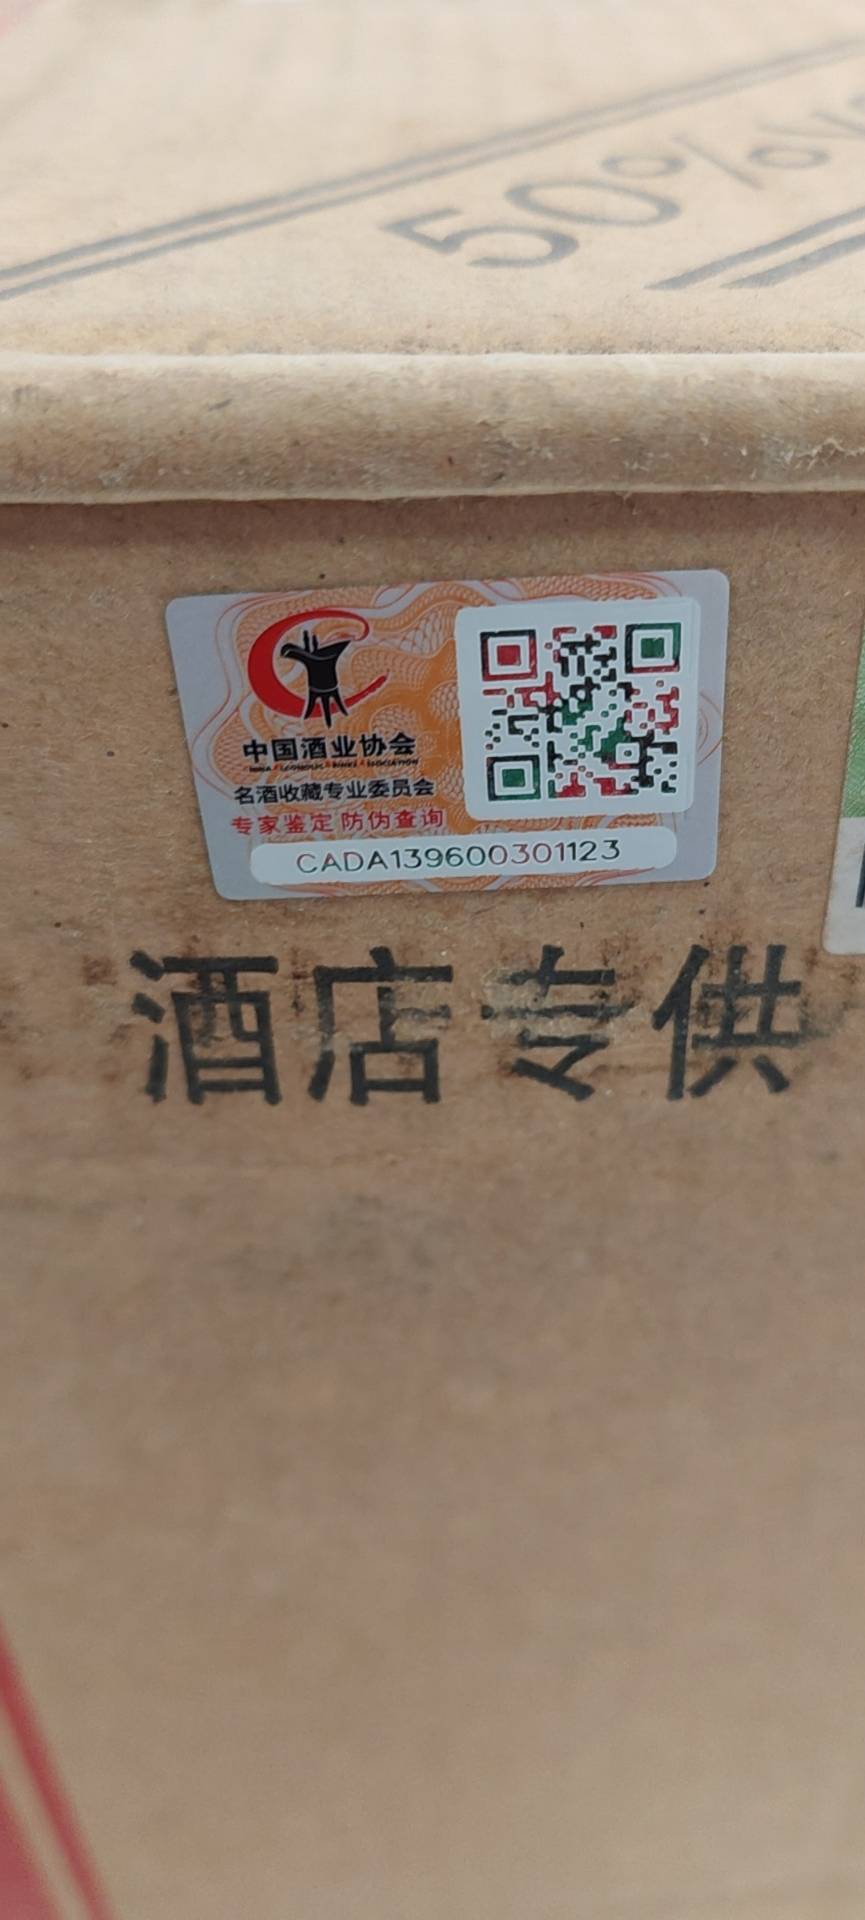 50%v
中国酒业协会
名酒收藏专业委员会
专家鉴定 防伪查询
CADA139600301123
酒店专供